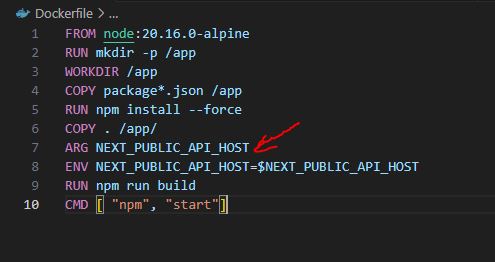 Dockerfile > ...
1 FROM node:20.16.0-alpine
2 RUN mkdir -p /app
3 WORKDIR /app
4 COPY package*.json /app
5 RUN npm install --force
6 COPY . /app/
7 ARG NEXT_PUBLIC_API_HOST
8 ENV NEXT_PUBLIC_API_HOST=$NEXT_PUBLIC_API_HOST
9 RUN npm run build
10 CMD [ "npm", "start"]